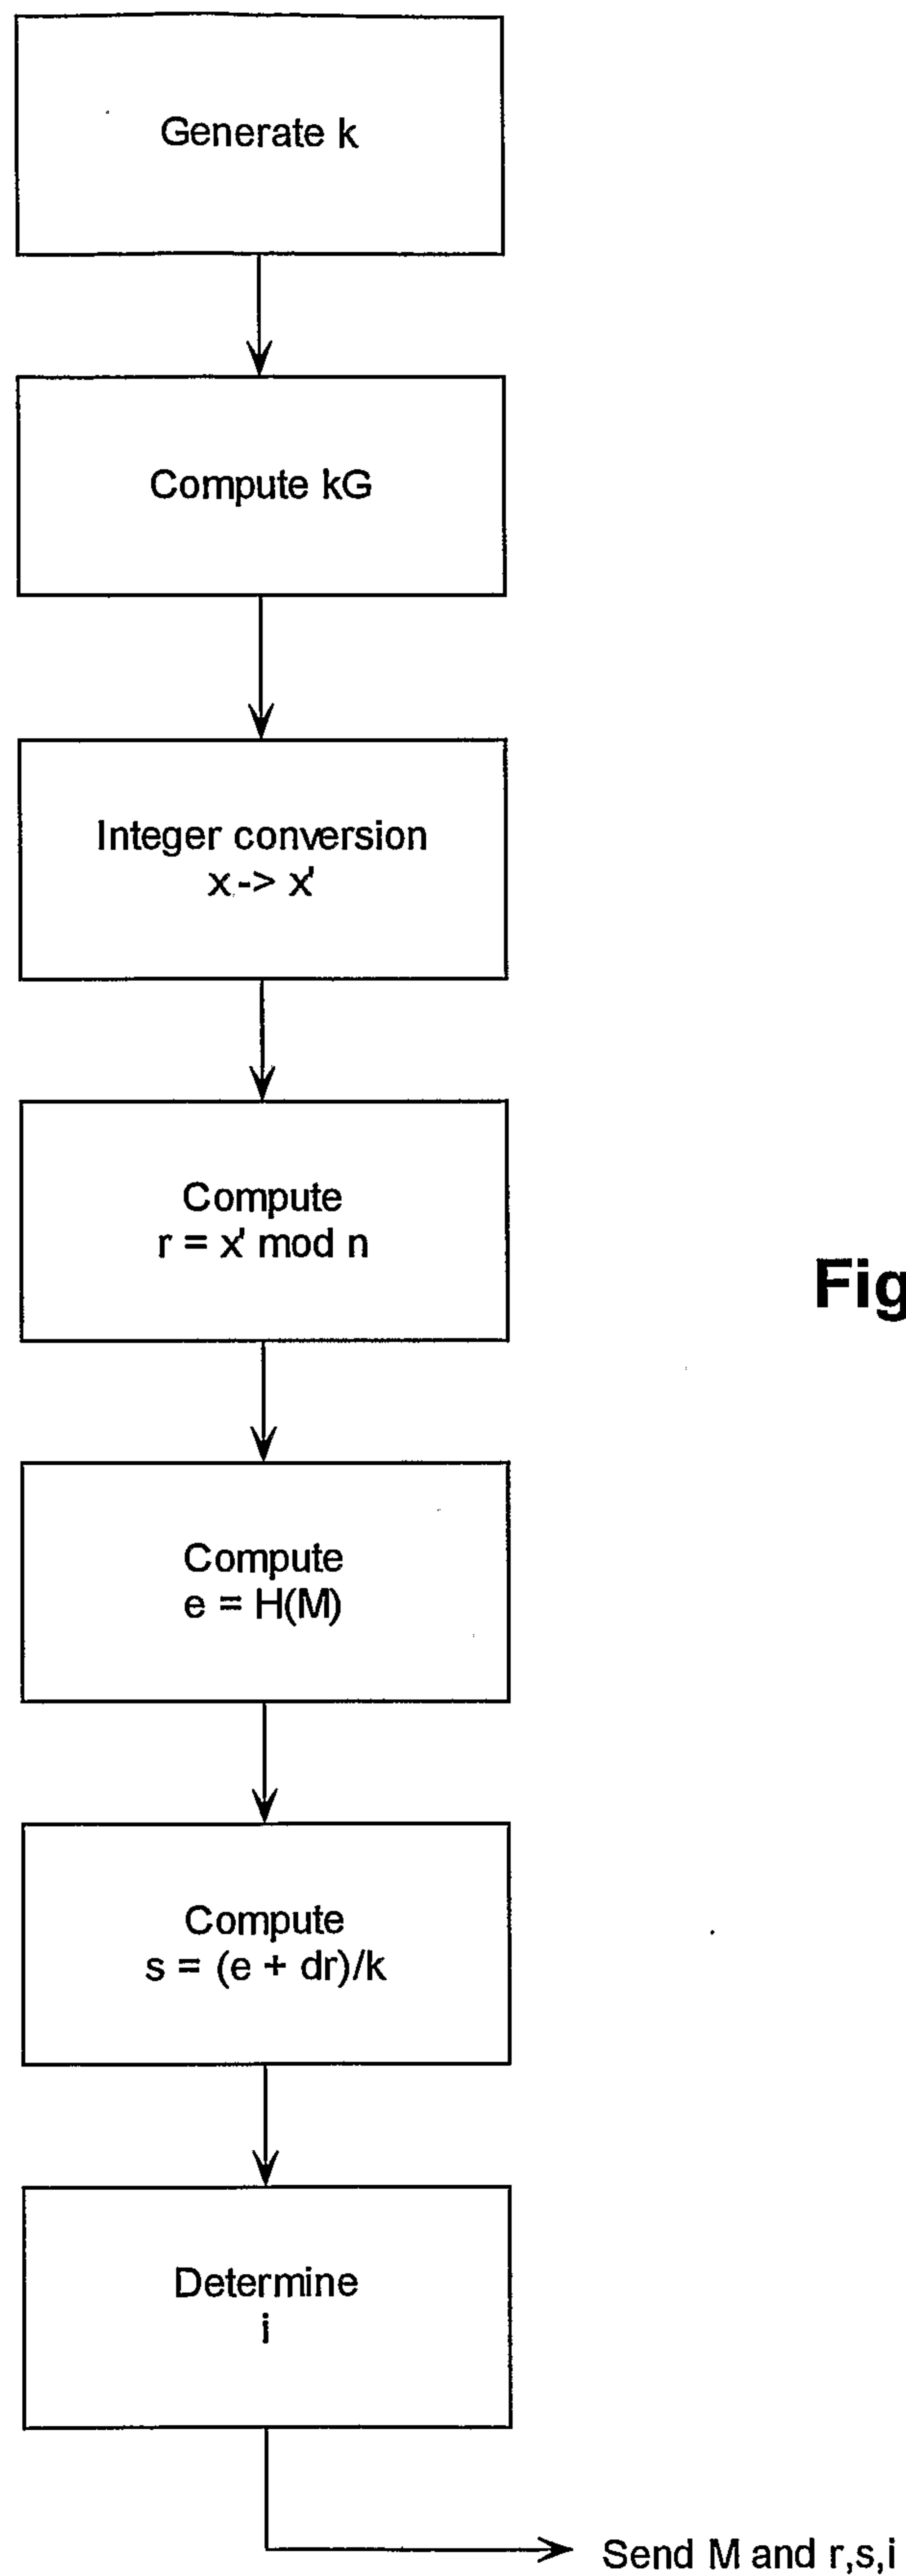 Generate k
Compute kG
Integer conversion
x -> x'
Compute
r = x' mod n
Fig
Compute
e = H(M)
Compute
s = (e + dr)/k
Determine
i
Send M and r,s,i